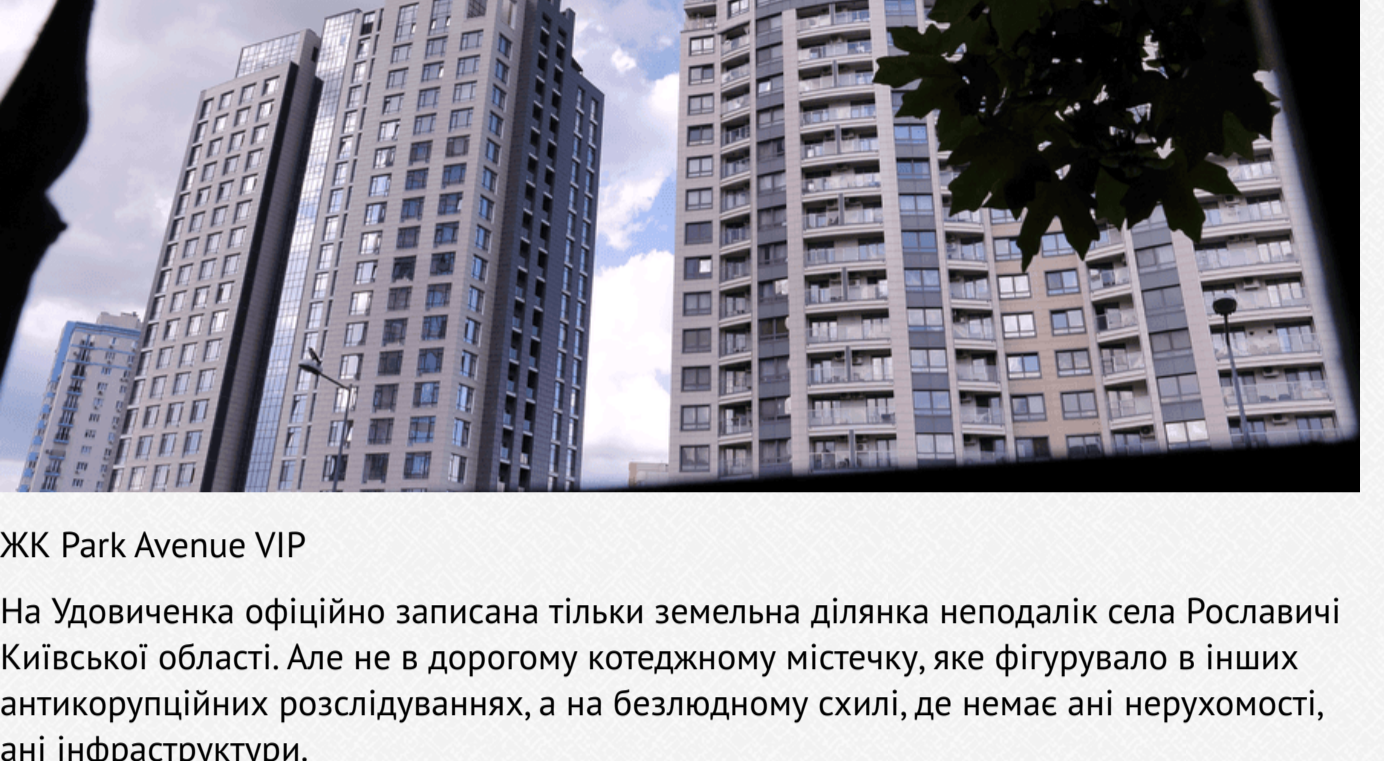 ЖК Park Avenue VIP
На Удовиченка офіційно записана тільки земельна ділянка неподалік села Рославичі
Київської області. Але не в дорогому котеджному містечку, яке фігурувало в інших
антикорупційних розслідуваннях, а на безлюдному схилі, де немає ані нерухомості,
ані інфраструктури.